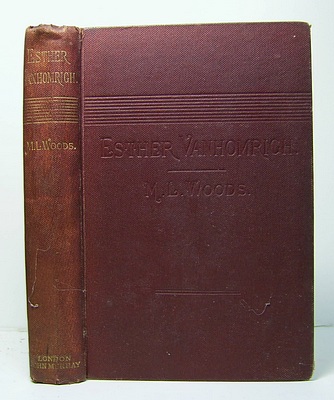 ESTHER
VANHOMRIGH.
M.L.WOODS.
LONDON
JOHN MURRAY
ESTHER VANHOMRIGH.
M.L.WOODS.